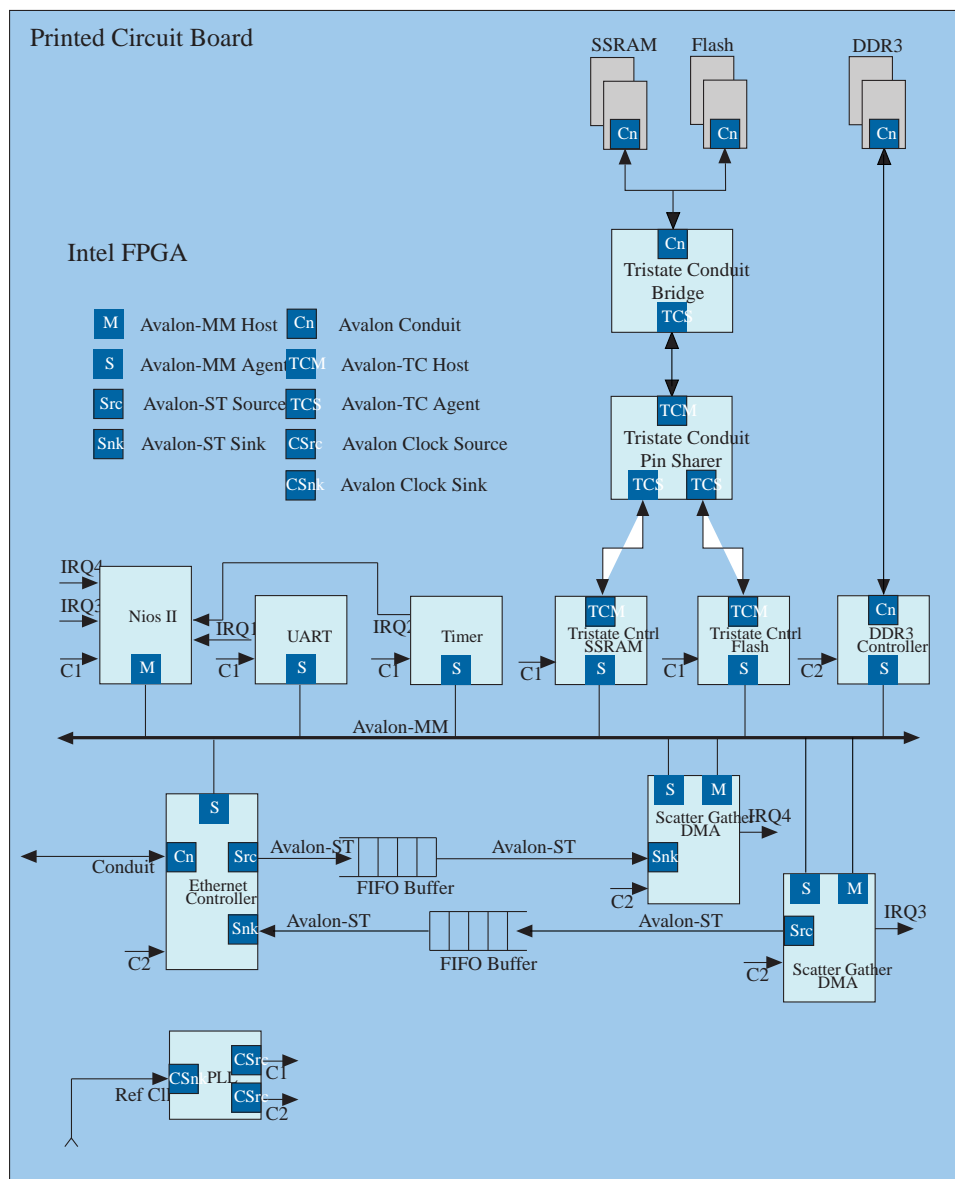 Printed Circuit Board
SSRAM
Flash
DDR3
Cn
Cn
Cn
Cn
Tristate Conduit
Bridge
TCS
Intel FPGA
M
Avalon-MM Host
Cn
Avalon Conduit
S
Avalon-MM Agent
TCM
Avalon-TC Host
Src
Avalon-ST Source
TCS
Avalon-TC Agent
Snk
Avalon-ST Sink
CSrc
Avalon Clock Source
CSnk
Avalon Clock Sink
TCM
Tristate Conduit
Pin Sharer
TCS
TCS
IRQ4
IRQ3
C1
Nios II
M
IRQ1
C1
UART
S
IRQ2
C1
Timer
S
C1
TCM
Tristate Cntrl
SSRAM
S
C1
TCM
Tristate Cntrl
Flash
S
C2
Cn
DDR3
Controller
S
Avalon-MM
S
Conduit
Cn
Src
Ethernet
Controller
Snk
C2
Avalon-ST
FIFO Buffer
Avalon-ST
S
M
Scatter Gather
DMA
Snk
C2
IRQ4
Avalon-ST
FIFO Buffer
Avalon-ST
S
M
Src
Scatter Gather
DMA
C2
IRQ3
Ref Clk
CSnk
PLL
CSrc
C1
CSrc
C2